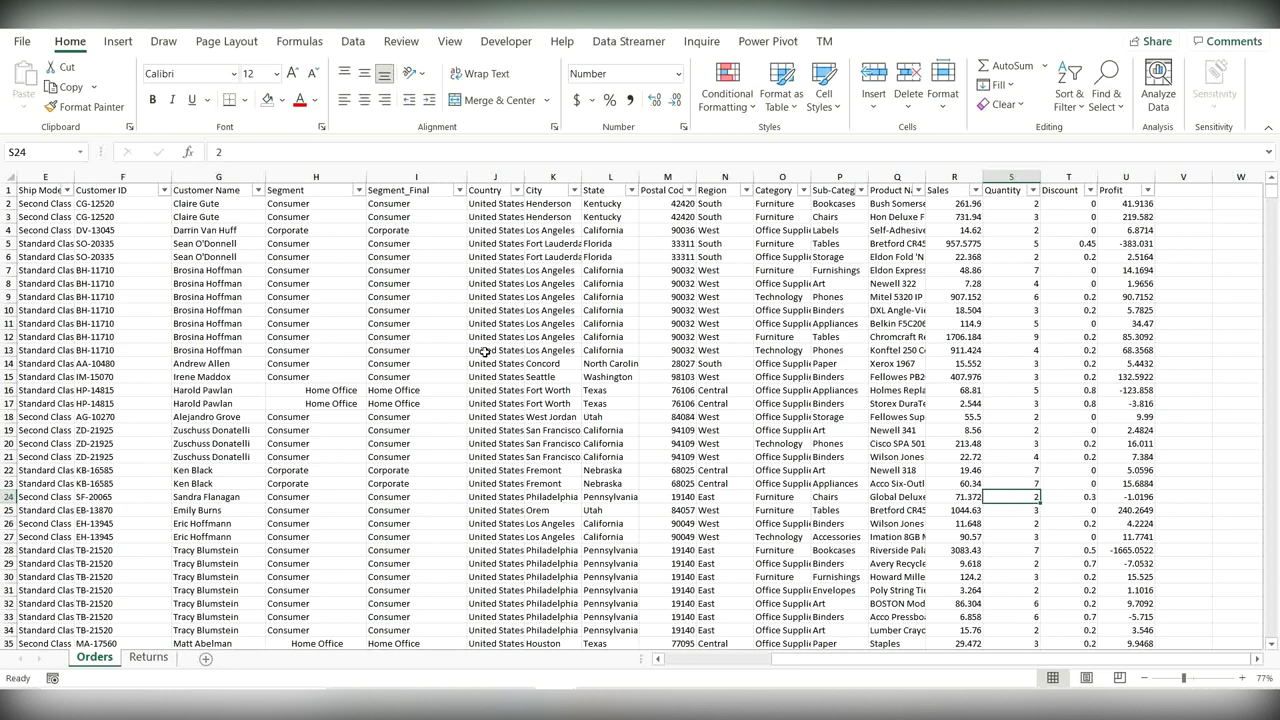 File Home Insert Draw Page Layout Formulas Data Review View Developer Help Data Streamer Inquire Power Pivot TM Share Comments
Paste Cut Copy Format Painter Clipboard
Calibri 12 A A B I U A Font
Wrap Text Merge & Center Alignment
Number $ % Number
Conditional Formatting Format as Table Cell Styles Styles
Insert Delete Format Cells
AutoSum Fill Clear Sort & Filter Find & Select Editing
Analyze Data Analysis
Sensitivity Sensitivity
S24 fx 2
E F G H I J K L M N O P Q R S T U V W
1 Ship Mode Customer ID Customer Name Segment Segment_Final Country City State Postal Cod Region Category Sub-Categ Product Na Sales Quantity Discount Profit
2 Second Class CG-12520 Claire Gute Consumer Consumer United States Henderson Kentucky 42420 South Furniture Bookcases Bush Somerse 261.96 2 0 41.9136
3 Second Class CG-12520 Claire Gute Consumer Consumer United States Henderson Kentucky 42420 South Furniture Chairs Hon Deluxe F 731.94 3 0 219.582
4 Second Class DV-13045 Darrin Van Huff Corporate Corporate United States Los Angeles California 90036 West Office Supplie Labels Self-Adhesive 14.62 2 0 6.8714
5 Standard Clas SO-20335 Sean O'Donnell Consumer Consumer United States Fort Lauderda Florida 33311 South Furniture Tables Bretford CR45 957.5775 5 0.45 -383.031
6 Standard Clas SO-20335 Sean O'Donnell Consumer Consumer United States Fort Lauderda Florida 33311 South Office Supplie Storage Eldon Fold 'N 22.368 2 0.2 2.5164
7 Standard Clas BH-11710 Brosina Hoffman Consumer Consumer United States Los Angeles California 90032 West Furniture Furnishings Eldon Express 48.86 7 0 14.1694
8 Standard Clas BH-11710 Brosina Hoffman Consumer Consumer United States Los Angeles California 90032 West Office Supplie Art Newell 322 7.28 4 0 1.9656
9 Standard Clas BH-11710 Brosina Hoffman Consumer Consumer United States Los Angeles California 90032 West Technology Phones Mitel 5320 IP 907.152 6 0.2 90.7152
10 Standard Clas BH-11710 Brosina Hoffman Consumer Consumer United States Los Angeles California 90032 West Office Supplie Binders DXL Angle-Vie 18.504 3 0.2 5.7825
11 Standard Clas BH-11710 Brosina Hoffman Consumer Consumer United States Los Angeles California 90032 West Office Supplie Appliances Belkin F5C206 114.9 5 0 34.47
12 Standard Clas BH-11710 Brosina Hoffman Consumer Consumer United States Los Angeles California 90032 West Furniture Tables Chromcraft Re 1706.184 9 0.2 85.3092
13 Standard Clas BH-11710 Brosina Hoffman Consumer Consumer United States Los Angeles California 90032 West Technology Phones Konftel 250 C 911.424 4 0.2 68.3568
14 Standard Clas AA-10480 Andrew Allen Consumer Consumer United States Concord North Carolin 28027 South Office Supplie Paper Xerox 1967 15.552 3 0.2 5.4432
15 Standard Clas IM-15070 Irene Maddox Consumer Consumer United States Seattle Washington 98103 West Office Supplie Binders Fellowes PB20 407.976 3 0.2 132.5922
16 Standard Clas HP-14815 Harold Pawlan Home Office Home Office United States Fort Worth Texas 76106 Central Office Supplie Appliances Holmes Repla 68.81 5 0.8 -123.858
17 Standard Clas HP-14815 Harold Pawlan Home Office Home Office United States Fort Worth Texas 76106 Central Office Supplie Binders Storex DuraTe 2.544 3 0.8 -3.816
18 Second Class AG-10270 Alejandro Grove Consumer Consumer United States West Jordan Utah 84084 West Office Supplie Storage Fellowes Supe 55.5 2 0 9.99
19 Second Class ZD-21925 Zuschuss Donatelli Consumer Consumer United States San Francisco California 94109 West Office Supplie Art Newell 341 8.56 2 0 2.4824
20 Second Class ZD-21925 Zuschuss Donatelli Consumer Consumer United States San Francisco California 94109 West Technology Phones Cisco SPA 501 213.48 3 0.2 16.011
21 Second Class ZD-21925 Zuschuss Donatelli Consumer Consumer United States San Francisco California 94109 West Office Supplie Binders Wilson Jones 22.72 4 0.2 7.384
22 Standard Clas KB-16585 Ken Black Corporate Corporate United States Fremont Nebraska 68025 Central Office Supplie Art Newell 318 19.46 7 0 5.0596
23 Standard Clas KB-16585 Ken Black Corporate Corporate United States Fremont Nebraska 68025 Central Office Supplie Appliances Acco Six-Outl 60.34 7 0 15.6884
24 Second Class SF-20065 Sandra Flanagan Consumer Consumer United States Philadelphia Pennsylvania 19140 East Furniture Chairs Global Deluxe 71.372 2 0.3 -1.0196
25 Standard Clas EB-13870 Emily Burns Consumer Consumer United States Orem Utah 84057 West Furniture Tables Bretford CR45 1044.63 3 0 240.2649
26 Second Class EH-13945 Eric Hoffmann Consumer Consumer United States Los Angeles California 90049 West Office Supplie Binders Wilson Jones 11.648 2 0.2 4.2224
27 Second Class EH-13945 Eric Hoffmann Consumer Consumer United States Los Angeles California 90049 West Technology Accessories Imation 8GB M 90.57 3 0 11.7741
28 Standard Clas TB-21520 Tracy Blumstein Consumer Consumer United States Philadelphia Pennsylvania 19140 East Furniture Bookcases Riverside Pala 3083.43 7 0.5 -1665.0522
29 Standard Clas TB-21520 Tracy Blumstein Consumer Consumer United States Philadelphia Pennsylvania 19140 East Office Supplie Binders Avery Recycle 9.618 2 0.7 -7.0532
30 Standard Clas TB-21520 Tracy Blumstein Consumer Consumer United States Philadelphia Pennsylvania 19140 East Furniture Furnishings Howard Mille 124.2 3 0.2 15.525
31 Standard Clas TB-21520 Tracy Blumstein Consumer Consumer United States Philadelphia Pennsylvania 19140 East Office Supplie Envelopes Poly String Tie 3.264 2 0.2 1.1016
32 Standard Clas TB-21520 Tracy Blumstein Consumer Consumer United States Philadelphia Pennsylvania 19140 East Office Supplie Art BOSTON Mod 86.304 6 0.2 9.7092
33 Standard Clas TB-21520 Tracy Blumstein Consumer Consumer United States Philadelphia Pennsylvania 19140 East Office Supplie Binders Acco Pressboa 6.858 6 0.7 -5.715
34 Standard Clas TB-21520 Tracy Blumstein Consumer Consumer United States Philadelphia Pennsylvania 19140 East Office Supplie Art Lumber Crayo 15.76 2 0.2 3.546
35 Second Class MA-17560 Matt Abelman Home Office Home Office United States Houston Texas 77095 Central Office Supplie Paper Staples 29.472 3 0.2 9.9468
Orders Returns
Ready 77%